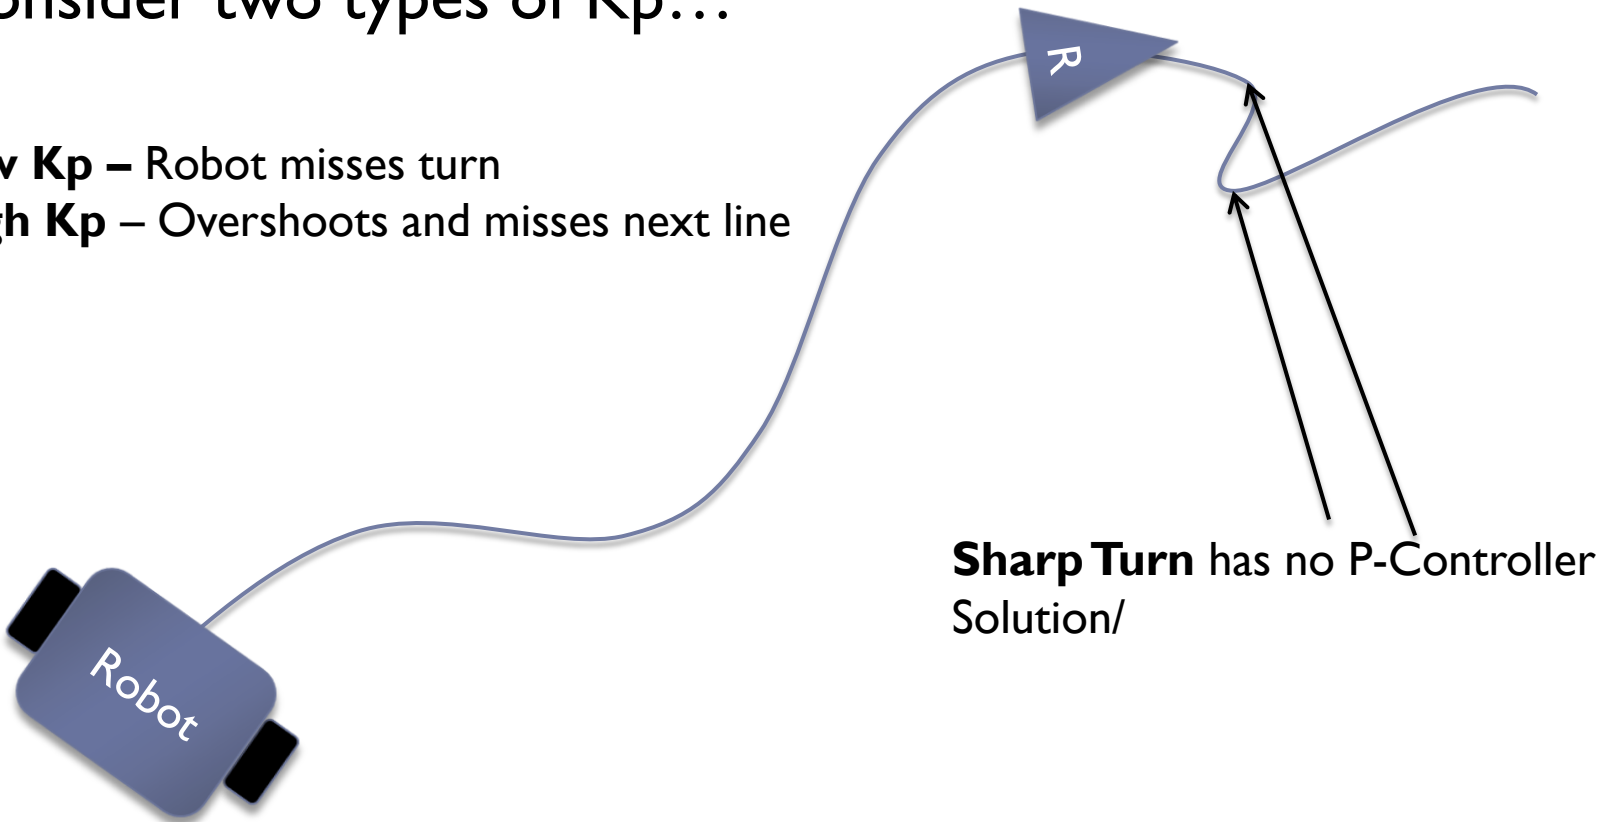 onsider two types of Kp…
R
w Kp – Robot misses turn
gh Kp – Overshoots and misses next line
Sharp Turn has no P-Controller
Solution/
Robot